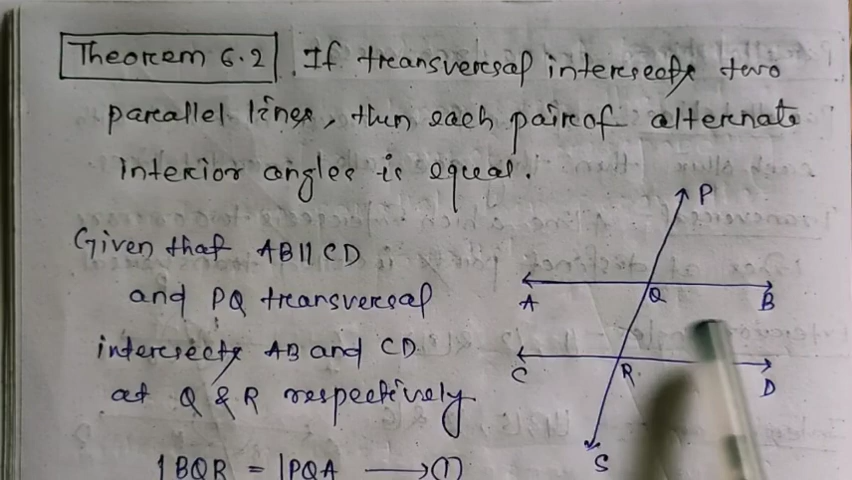 Theorem 6.2 If transversal intersects two
parallel lines, then each pair of alternate
interior angles is equal.
Given that AB || CD
and PQ transversal
intersects AB and CD
at Q & R respectively
∠BQR = ∠PQA → ①
P
A Q B
C R D
S